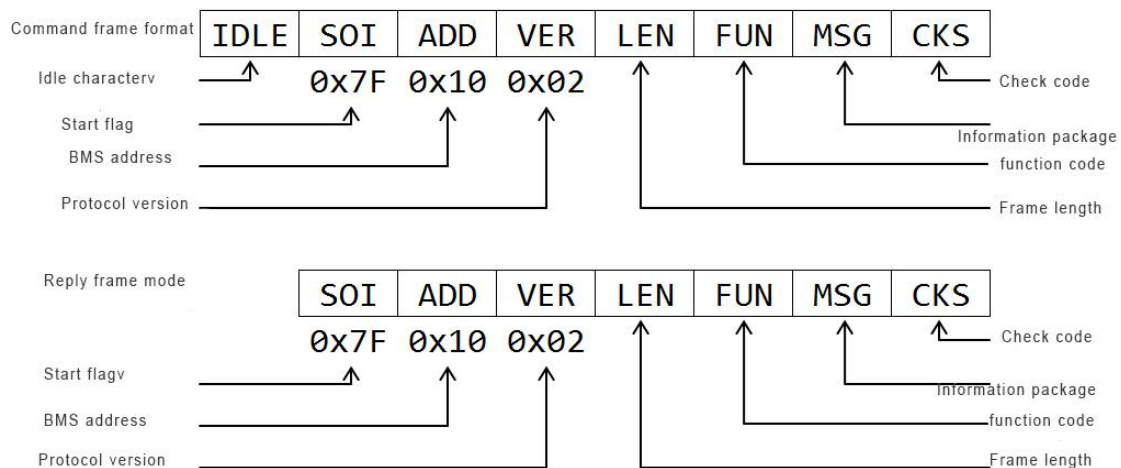 Command frame format IDLE SOI ADD VER LEN FUN MSG CKS
Idle characterv 0x7F 0x10 0x02 Check code
Start flag Information package
BMS address function code
Protocol version Frame length
Reply frame mode SOI ADD VER LEN FUN MSG CKS
0x7F 0x10 0x02 Check code
Start flagv Information package
BMS address function code
Protocol version Frame length